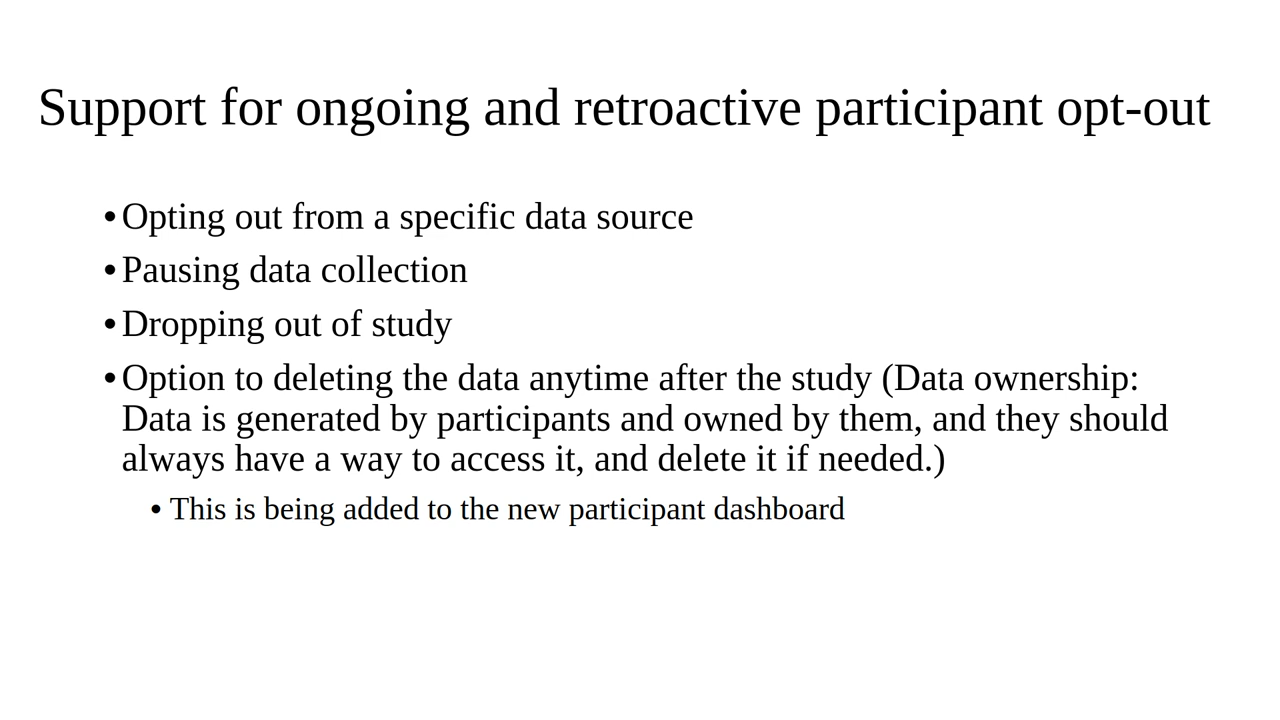 Support for ongoing and retroactive participant opt-out
• Opting out from a specific data source
• Pausing data collection
• Dropping out of study
• Option to deleting the data anytime after the study (Data ownership:
Data is generated by participants and owned by them, and they should
always have a way to access it, and delete it if needed.)
• This is being added to the new participant dashboard